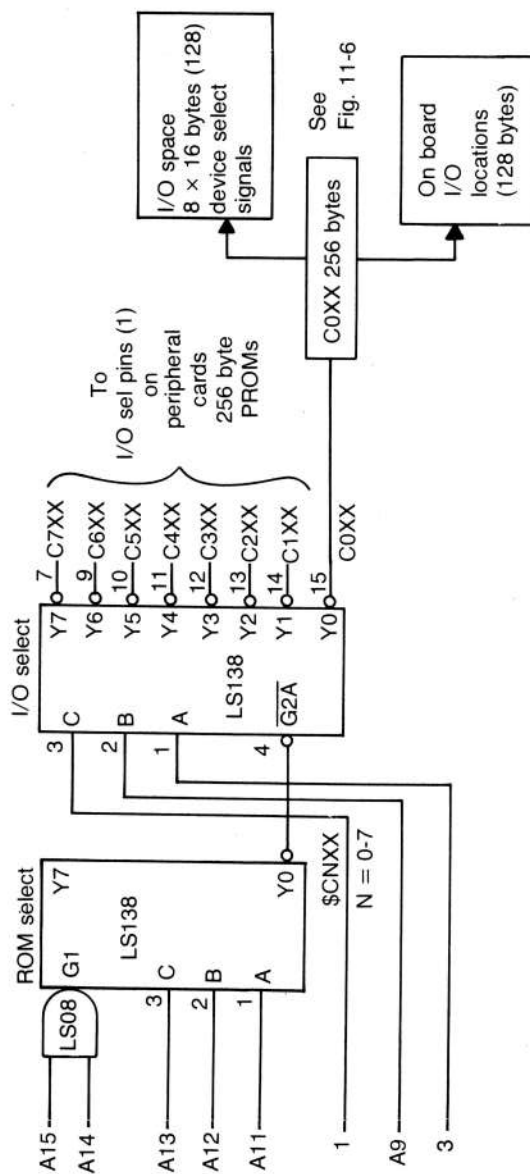 A15
A14
LS08
ROM select
G1
Y7
LS138
A13
3
C
A12
2
B
A11
1
A
Y0
1
$CNXX
N = 0-7
A9
3
I/O select
3
C
2
B
1
A
LS138
4
G2A
Y7
7
C7XX
Y6
9
C6XX
Y5
10
C5XX
Y4
11
C4XX
Y3
12
C3XX
Y2
13
C2XX
Y1
14
C1XX
Y0
15
C0XX
To
I/O sel pins (1)
on
peripheral
cards
256 byte
PROMs
C0XX 256 bytes
See
Fig. 11-6
I/O space
8 × 16 bytes (128)
device select
signals
On board
I/O
locations
(128 bytes)